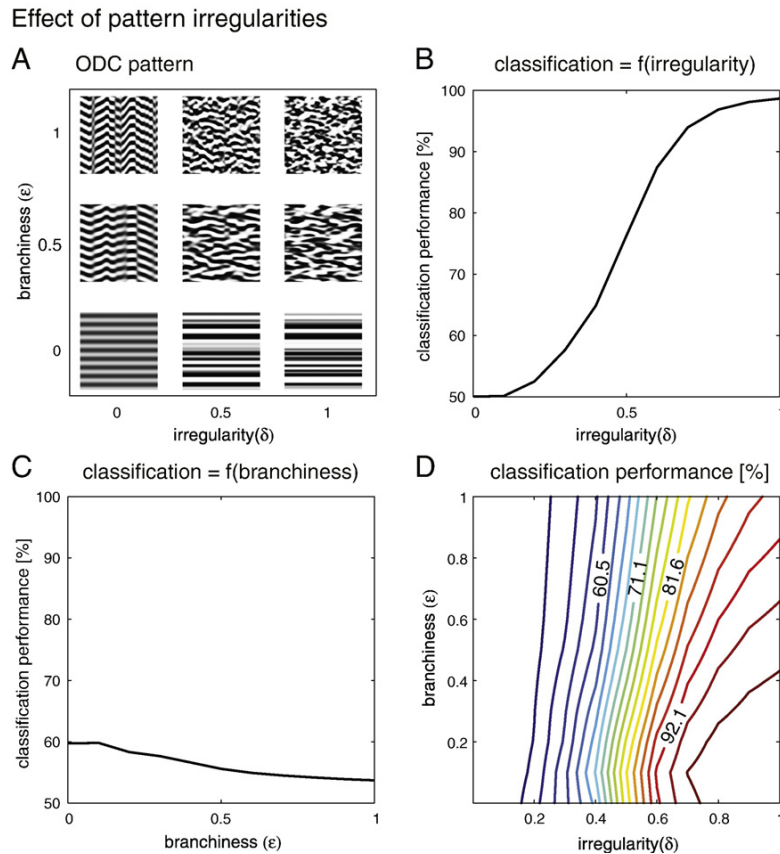 Effect of pattern irregularities
A
ODC pattern
branchiness (ε)
1
0.5
0
0
0.5
1
irregularity(δ)
B
classification = f(irregularity)
classification performance [%]
100
90
80
70
60
50
0
0.5
1
irregularity(δ)
C
classification = f(branchiness)
classification performance [%]
100
90
80
70
60
50
0
0.5
1
branchiness (ε)
D
classification performance [%]
branchiness (ε)
1
0.8
0.6
0.4
0.2
60.5
71.1
81.6
92.1
0.2
0.4
0.6
0.8
1
irregularity(δ)